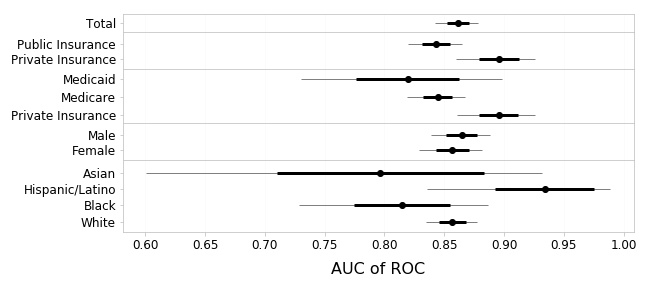 Total
Public Insurance
Private Insurance
Medicaid
Medicare
Private Insurance
Male
Female
Asian
Hispanic/Latino
Black
White
0.60 0.65 0.70 0.75 0.80 0.85 0.90 0.95 1.00
AUC of ROC